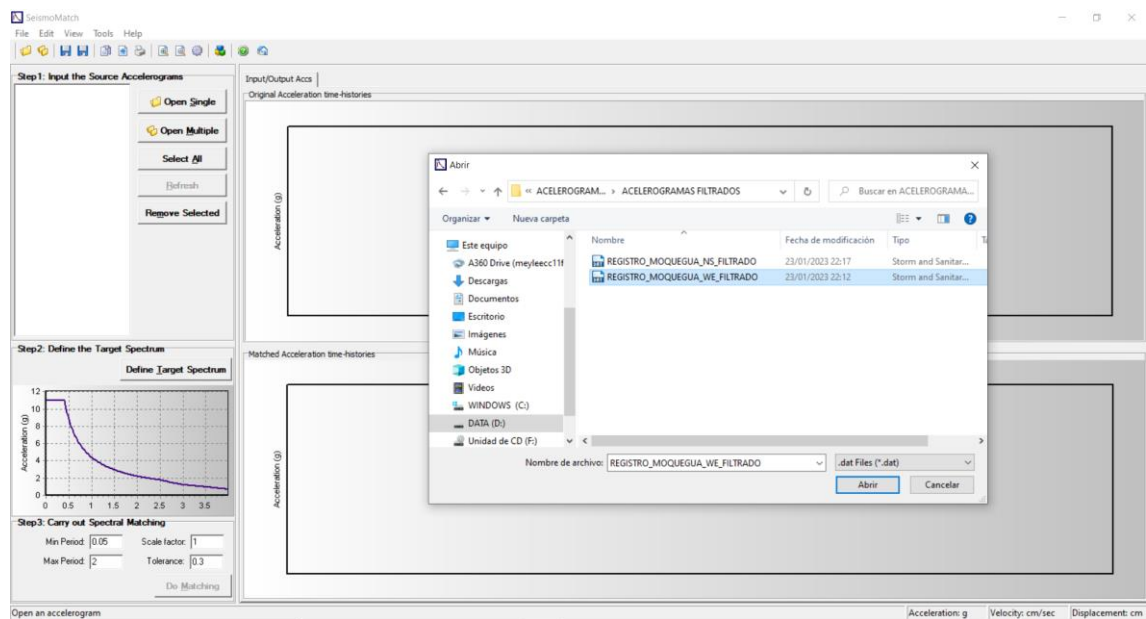 SeismoMatch
File Edit View Tools Help
Step1: Input the Source Accelerograms
Open Single
Open Multiple
Select All
Refresh
Remove Selected
Input/Output Accs
Original Acceleration time-histories
Acceleration (g)
Abrir
« ACELEROGRAM... › ACELEROGRAMAS FILTRADOS
Buscar en ACELEROGRAMA...
Organizar
Nueva carpeta
Este equipo
A360 Drive (meyleecc11f
Descargas
Documentos
Escritorio
Imágenes
Música
Objetos 3D
Videos
WINDOWS (C:)
DATA (D:)
Unidad de CD (F:)
Nombre Fecha de modificación Tipo
REGISTRO_MOQUEGUA_NS_FILTRADO 23/01/2023 22:17 Storm and Sanitar...
REGISTRO_MOQUEGUA_WE_FILTRADO 23/01/2023 22:12 Storm and Sanitar...
Nombre de archivo: REGISTRO_MOQUEGUA_WE_FILTRADO .dat Files (*.dat)
Abrir Cancelar
Step2: Define the Target Spectrum
Define Target Spectrum
Acceleration (g)
12
10
8
6
4
2
0
0 0.5 1 1.5 2 2.5 3 3.5
Matched Acceleration time-histories
Acceleration (g)
Step3: Carry out Spectral Matching
Min Period: 0.05 Scale factor: 1
Max Period: 2 Tolerance: 0.3
Do Matching
Open an accelerogram
Acceleration: g Velocity: cm/sec Displacement: cm